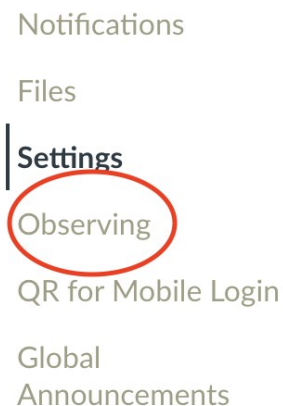 Notifications
Files
Settings
Observing
QR for Mobile Login
Global
Announcements